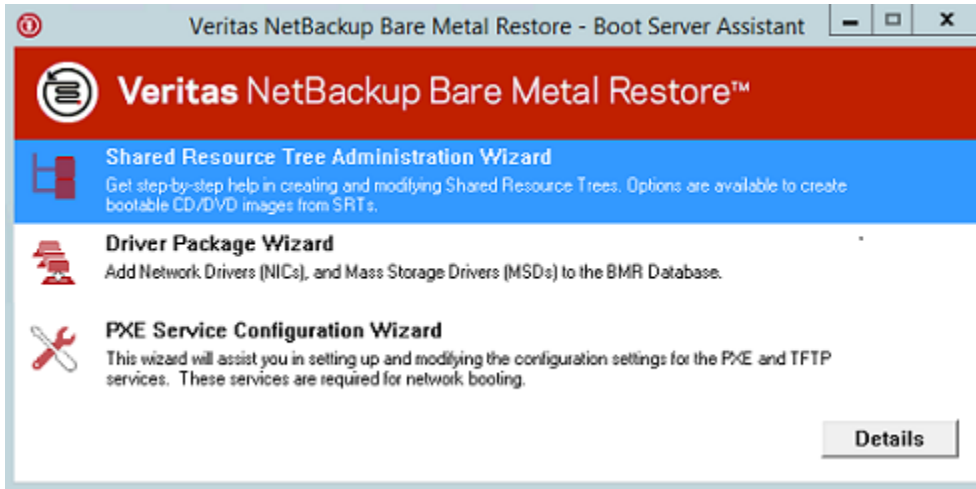 Veritas NetBackup Bare Metal Restore - Boot Server Assistant
Veritas NetBackup Bare Metal Restore™
Shared Resource Tree Administration Wizard
Get step-by-step help in creating and modifying Shared Resource Trees. Options are available to create
bootable CD/DVD images from SRTs.
Driver Package Wizard
Add Network Drivers (NICs), and Mass Storage Drivers (MSDs) to the BMR Database.
PXE Service Configuration Wizard
This wizard will assist you in setting up and modifying the configuration settings for the PXE and TFTP
services. These services are required for network booting.
Details